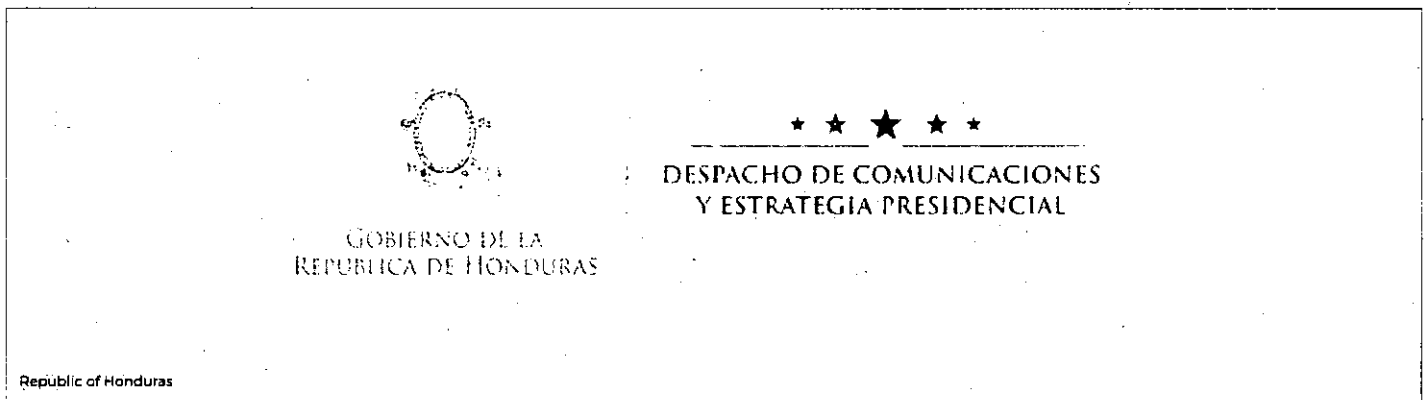 GOBIERNO DE LA
REPUBLICA DE HONDURAS
DESPACHO DE COMUNICACIONES
Y ESTRATEGIA PRESIDENCIAL
Republic of Honduras